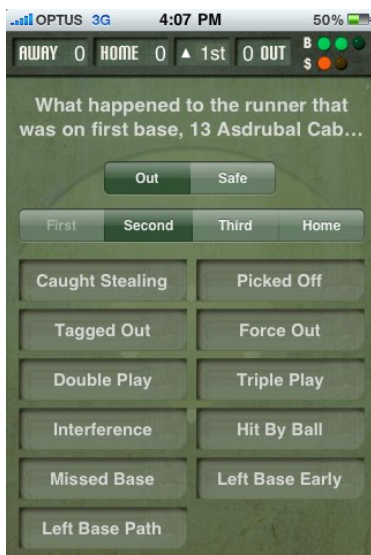 OPTUS 3G 4:07 PM 50%
AWAY 0 HOME 0 1st 0 OUT B
S
What happened to the runner that
was on first base, 13 Asdrubal Cab...
Out Safe
First Second Third Home
Caught Stealing Picked Off
Tagged Out Force Out
Double Play Triple Play
Interference Hit By Ball
Missed Base Left Base Early
Left Base Path